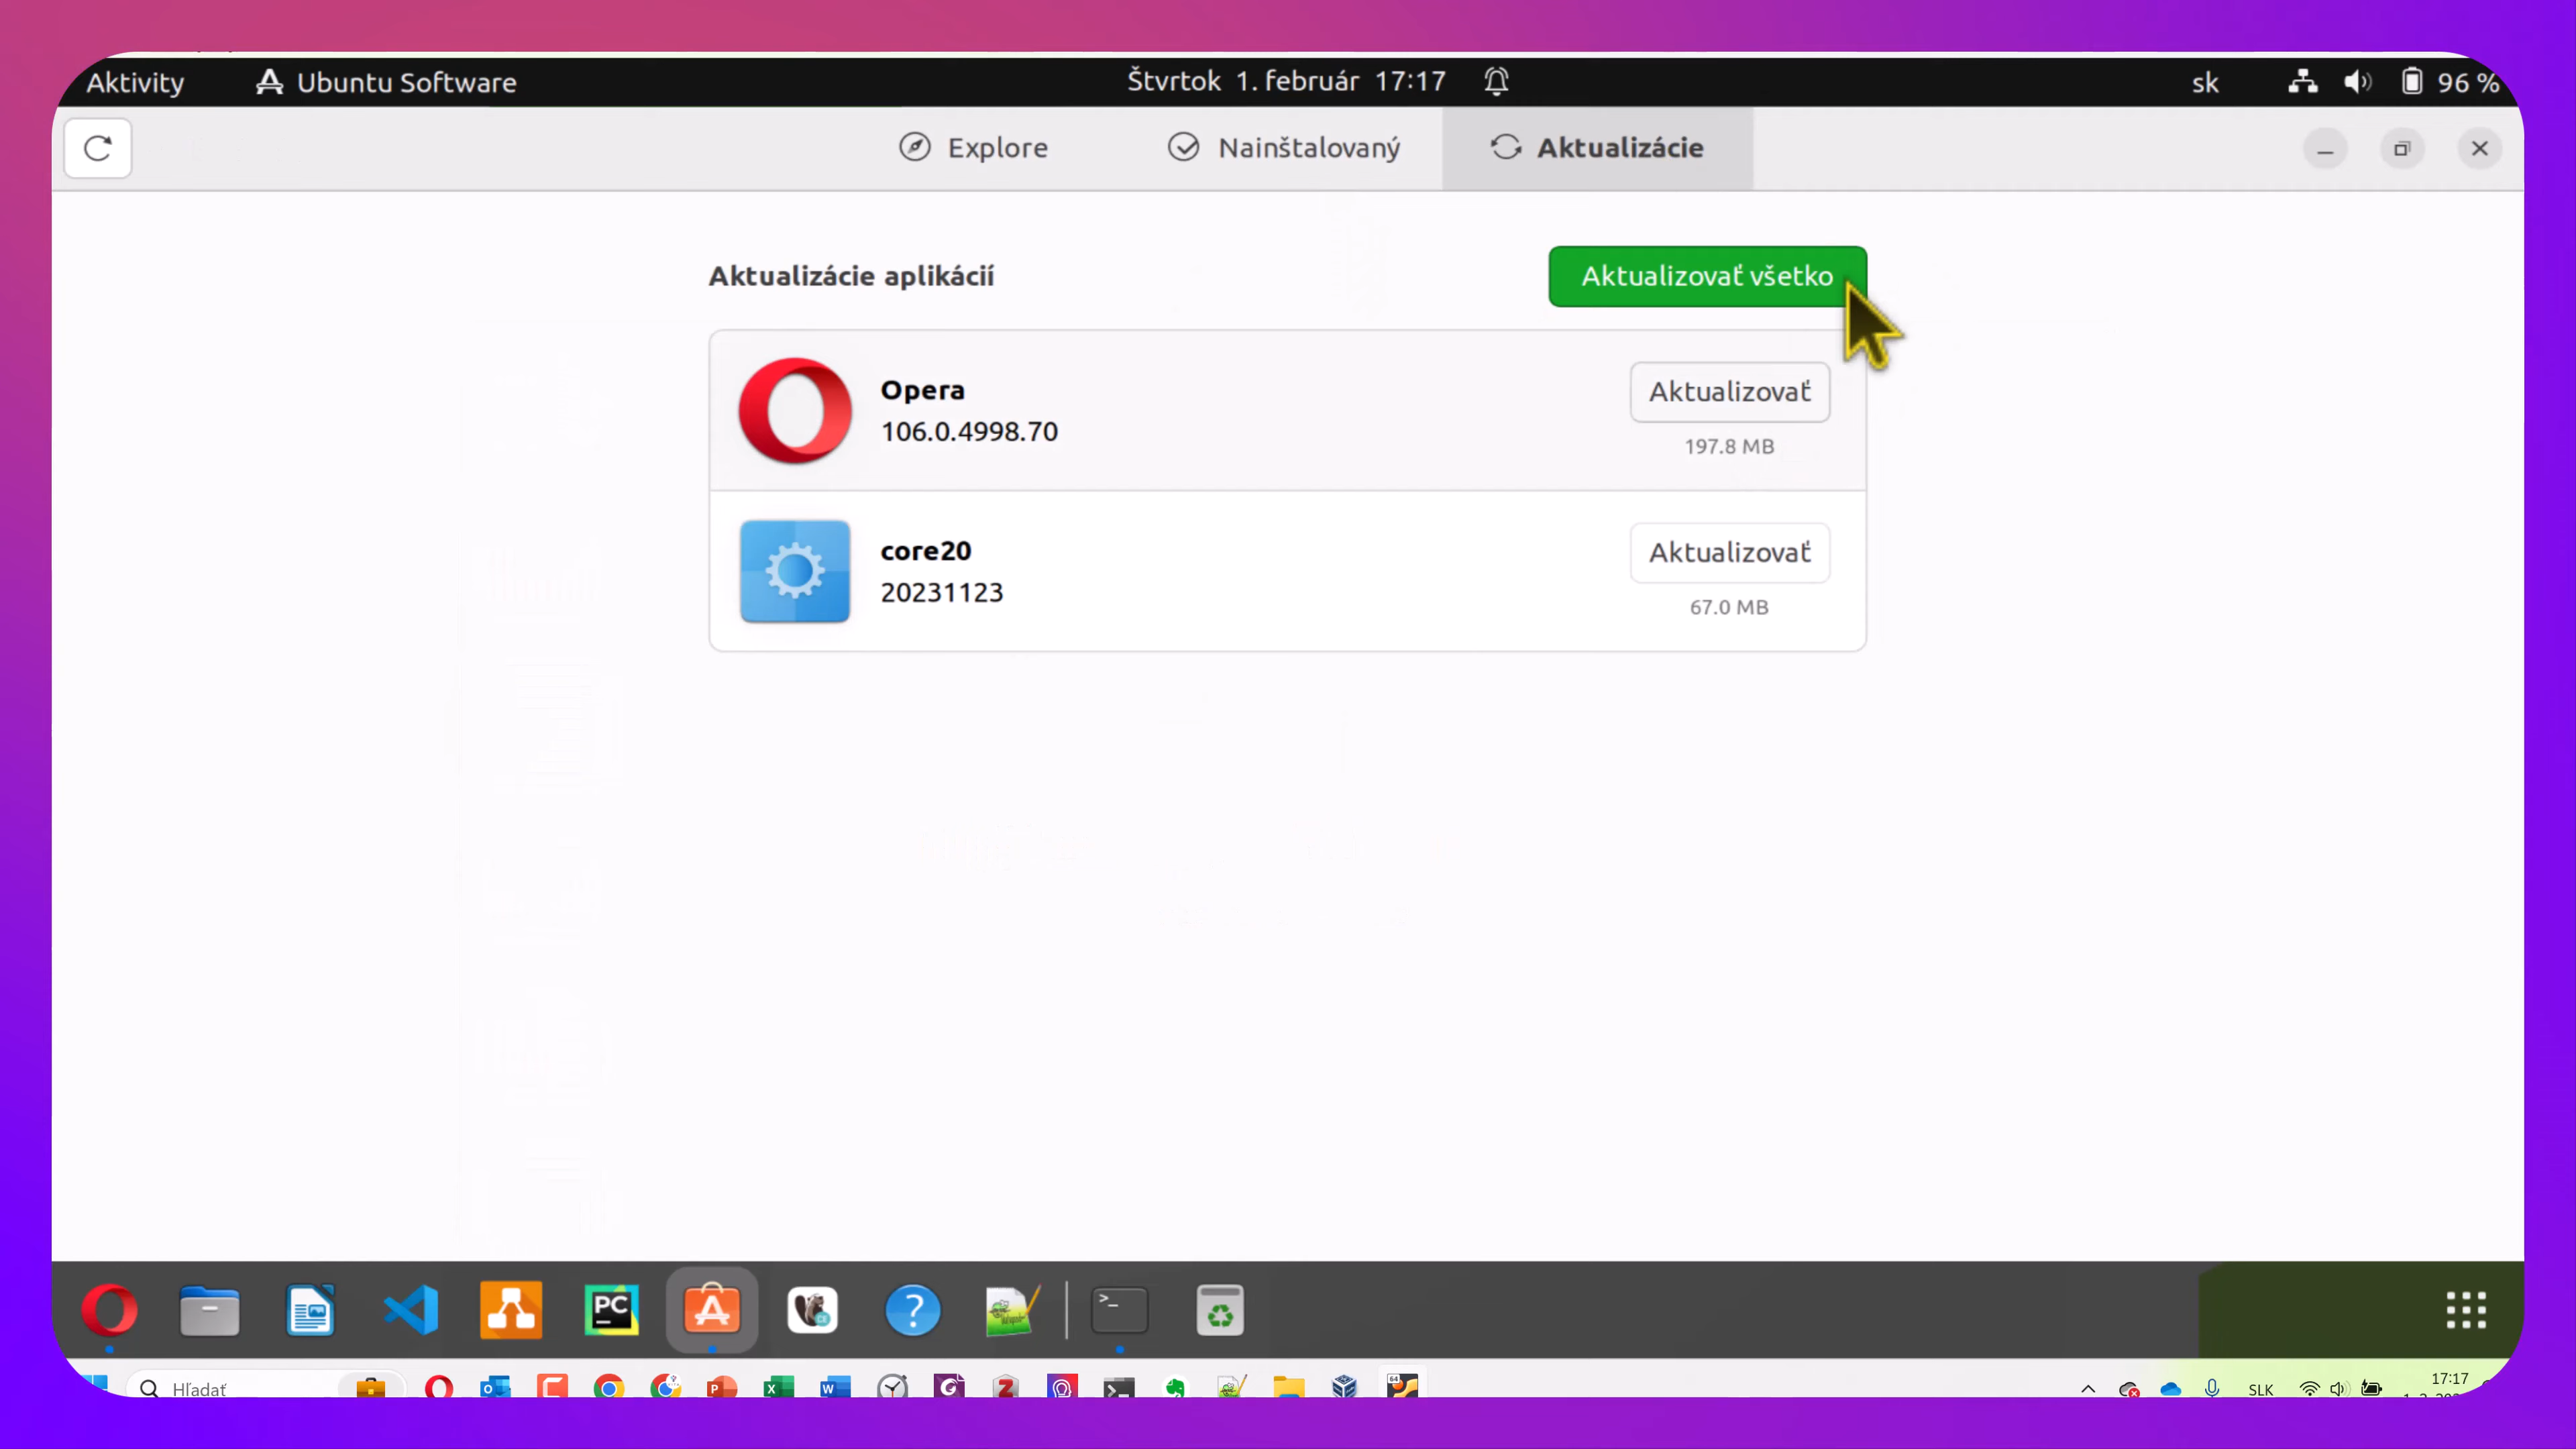 Aktivity
Ubuntu Software
Štvrtok 1. február 17:17
sk
96 %
Explore
Nainštalovaný
Aktualizácie
Aktualizácie aplikácií
Aktualizovať všetko
Opera
106.0.4998.70
Aktualizovať
197.8 MB
core20
20231123
Aktualizovať
67.0 MB
PC
Hľadať
SLK
17:17